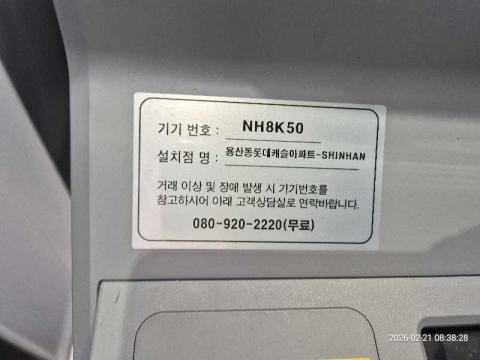 기기 번호 : NH8K50
설치점 명 : 용산동롯데캐슬아파트-SHINHAN
거래 이상 및 장애 발생 시 기기번호를
참고하시어 아래 고객상담실로 연락바랍니다.
080-920-2220(무료)
2026-02-21 08:38:28